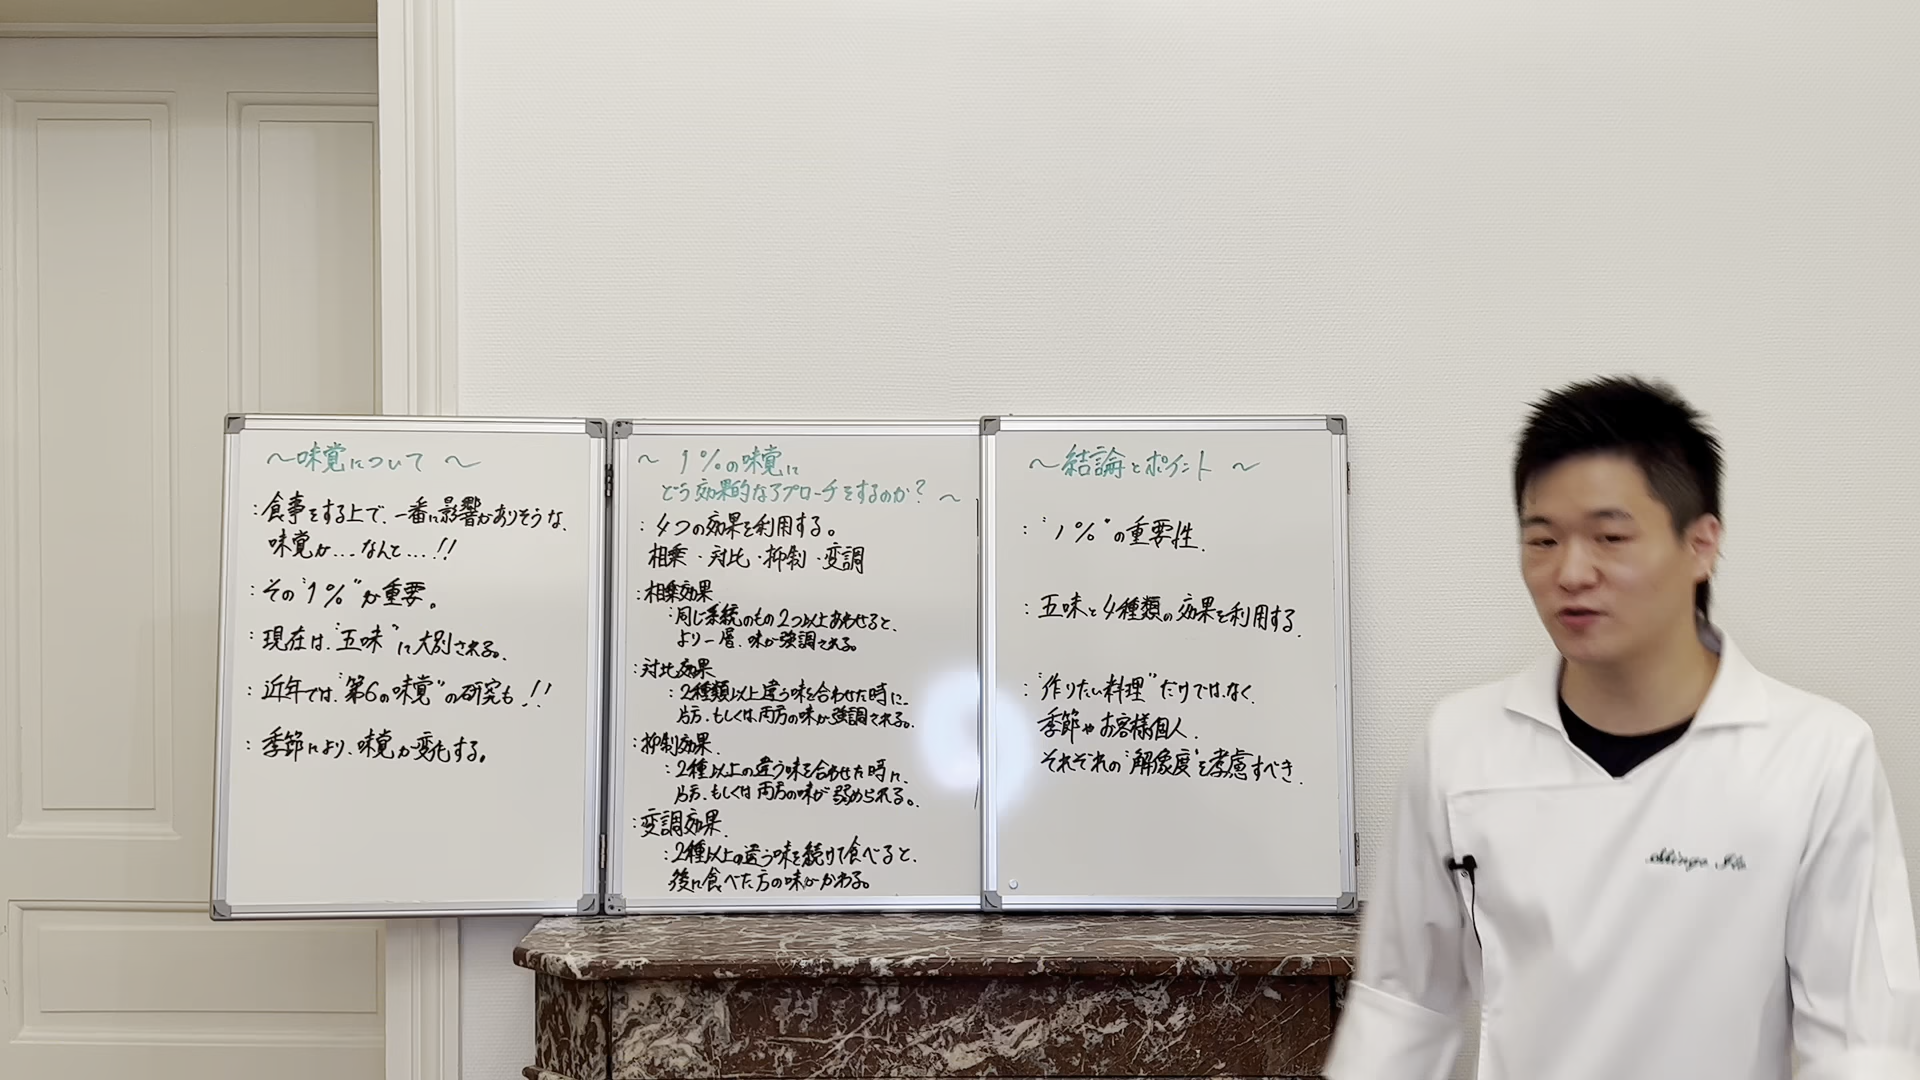 ～味覚について～
：食事をする上で、一番に影響がありそうな、
味覚が…なんと…!!
：その"1%"が重要。
：現在は、"五味"に大別される。
：近年では、"第6の味覚"の研究も!!
：季節により、味覚が変化する。
～1%の味覚に
どう効果的なアプローチをするのか？～
：4つの効果を利用する。
相乗・対比・抑制・変調
：相乗効果
：同じ系統のもの2つ以上あわせると、
より一層、味が強調される。
：対比効果
：2種類以上違う味を合わせた時に、
片方、もしくは、両方の味が強調される。
：抑制効果
：2種以上の違う味を合わせた時に、
片方、もしくは両方の味が弱められる。
：変調効果
：2種以上の違う味を続けて食べると、
後に食べた方の味がかわる。
～結論とポイント～
："1%"の重要性
：五味と4種類の効果を利用する。
："作りたい料理"だけではなく、
季節やお客様個人、
それぞれの"解像度"を考慮すべき。